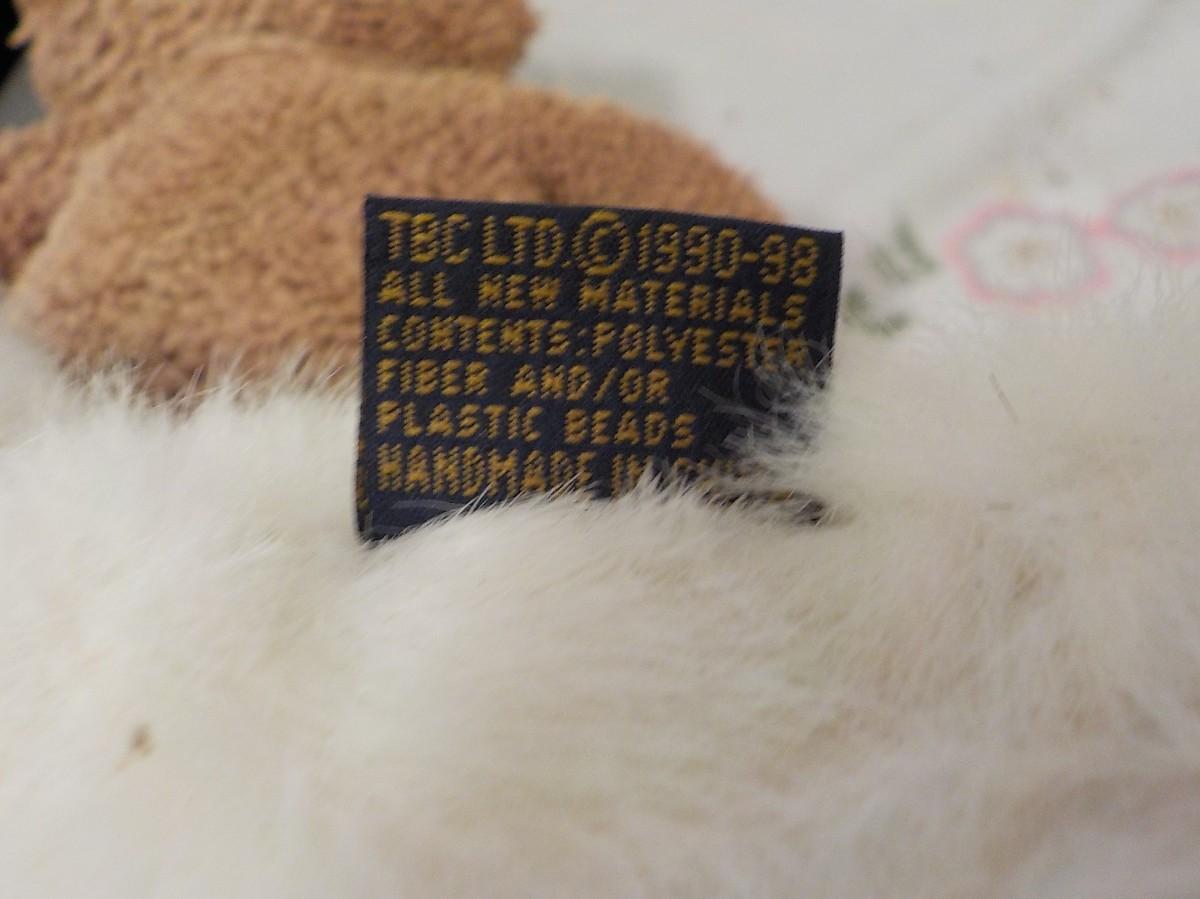 TBC LTD.©1990-98
ALL NEW MATERIALS
CONTENTS:POLYESTER
FIBER AND/OR
PLASTIC BEADS
HANDMADE IN